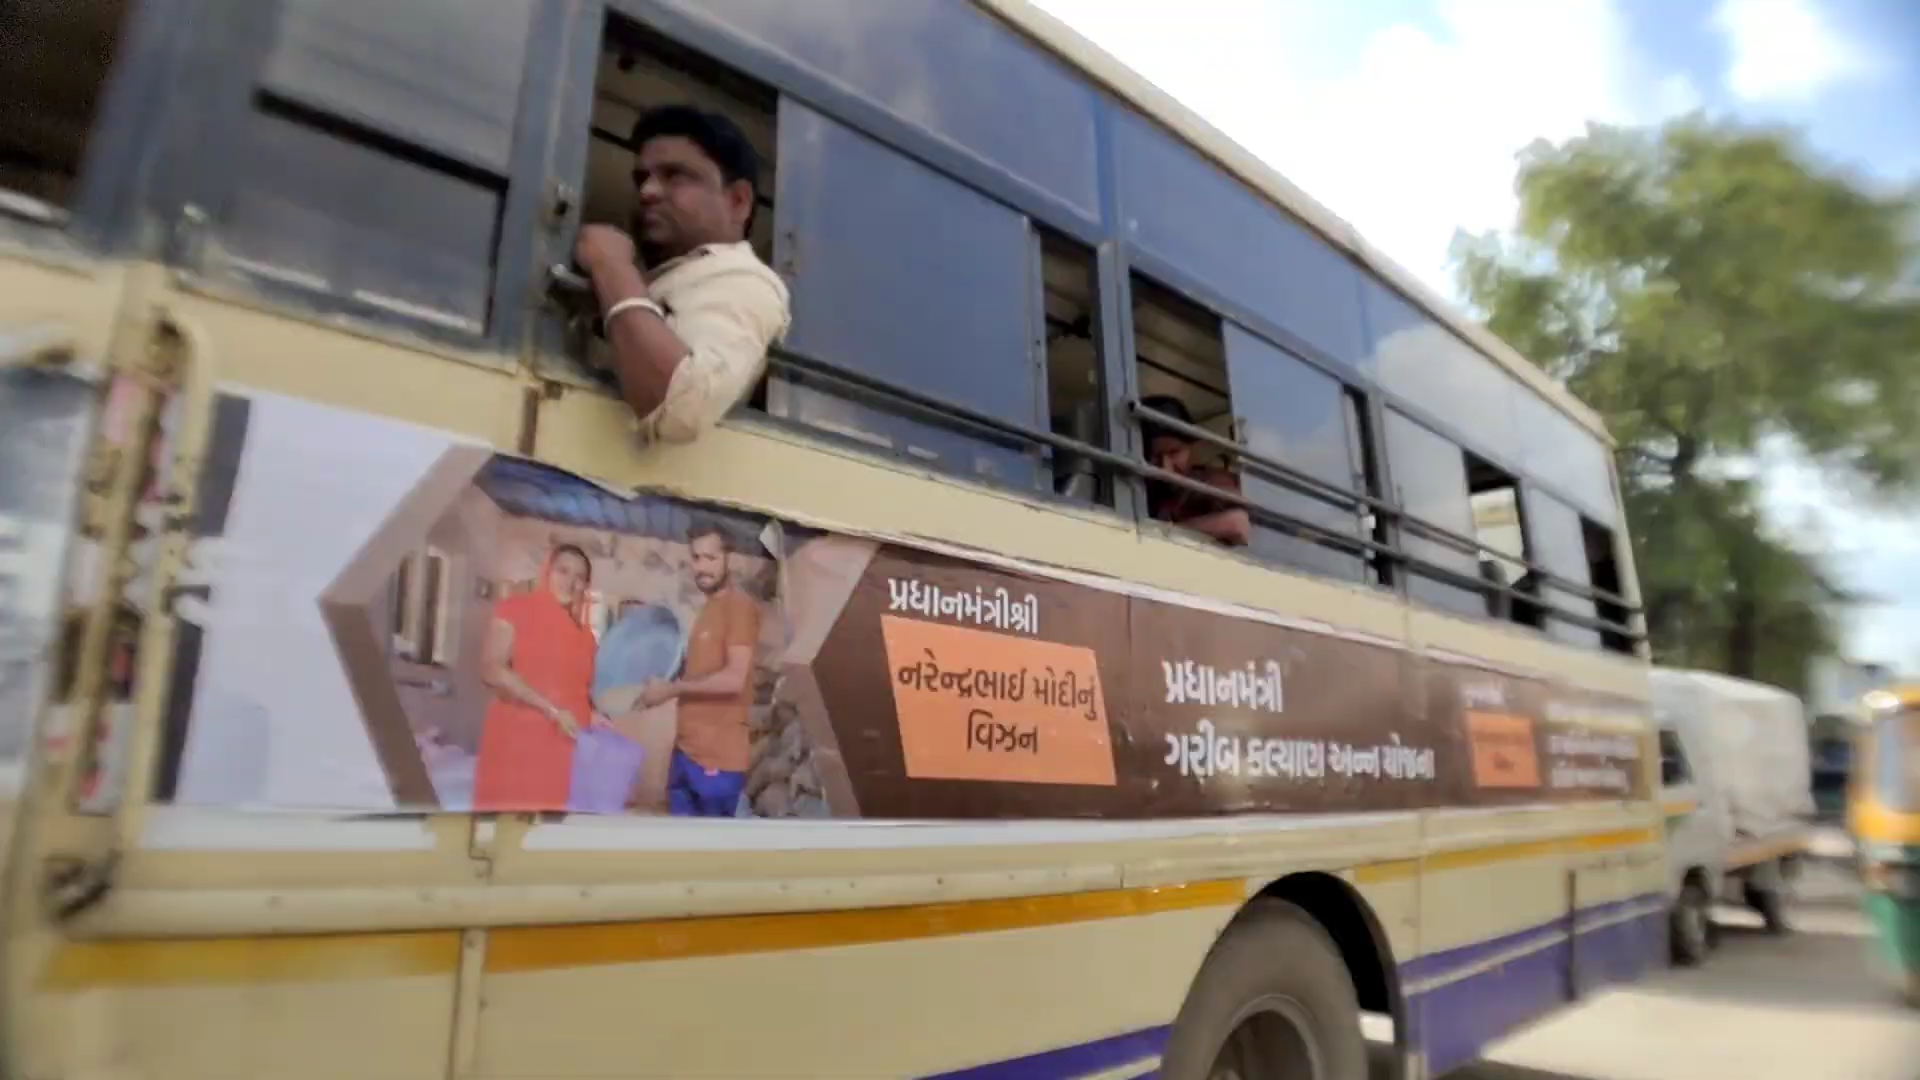 પ્રધાનમંત્રીશ્રી
નરેન્દ્રભાઈ મોદીનું
વિઝન
પ્રધાનમંત્રી
ગરીબ કલ્યાણ અન્ન યોજના